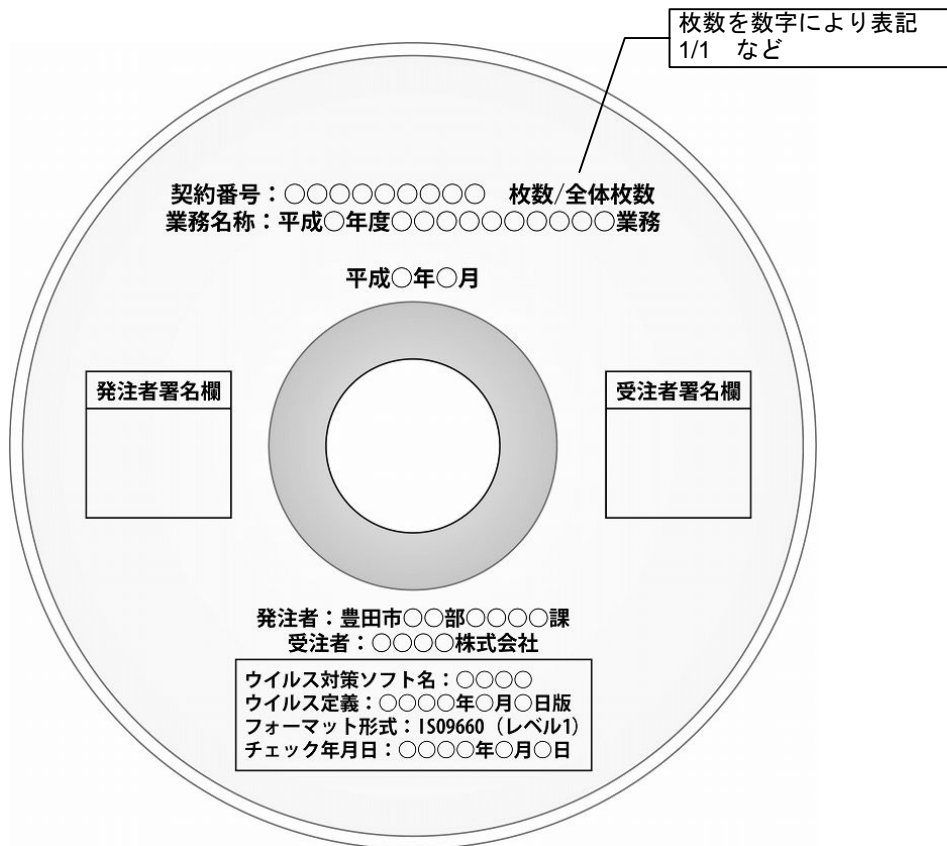 枚数を数字により表記
1/1　など
契約番号：○○○○○○○○○　枚数/全体枚数
業務名称：平成○年度○○○○○○○○○○業務
平成○年○月
発注者署名欄
受注者署名欄
発注者：豊田市○○部○○○○課
受注者：○○○○株式会社
ウイルス対策ソフト名：○○○○
ウイルス定義：○○○○年○月○日版
フォーマット形式：ISO9660（レベル1）
チェック年月日：○○○○年○月○日